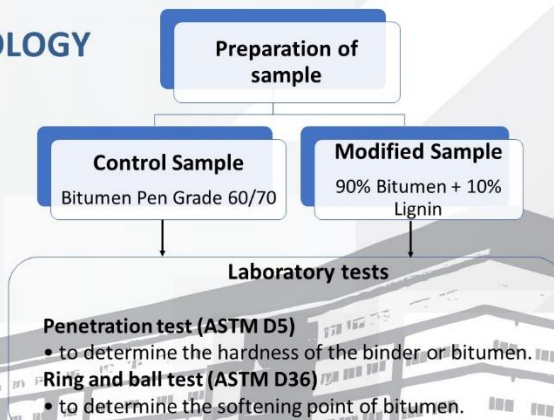 OLOGY
Preparation of
sample
Control Sample
Bitumen Pen Grade 60/70
Modified Sample
90% Bitumen + 10%
Lignin
Laboratory tests
Penetration test (ASTM D5)
• to determine the hardness of the binder or bitumen.
Ring and ball test (ASTM D36)
• to determine the softening point of bitumen.